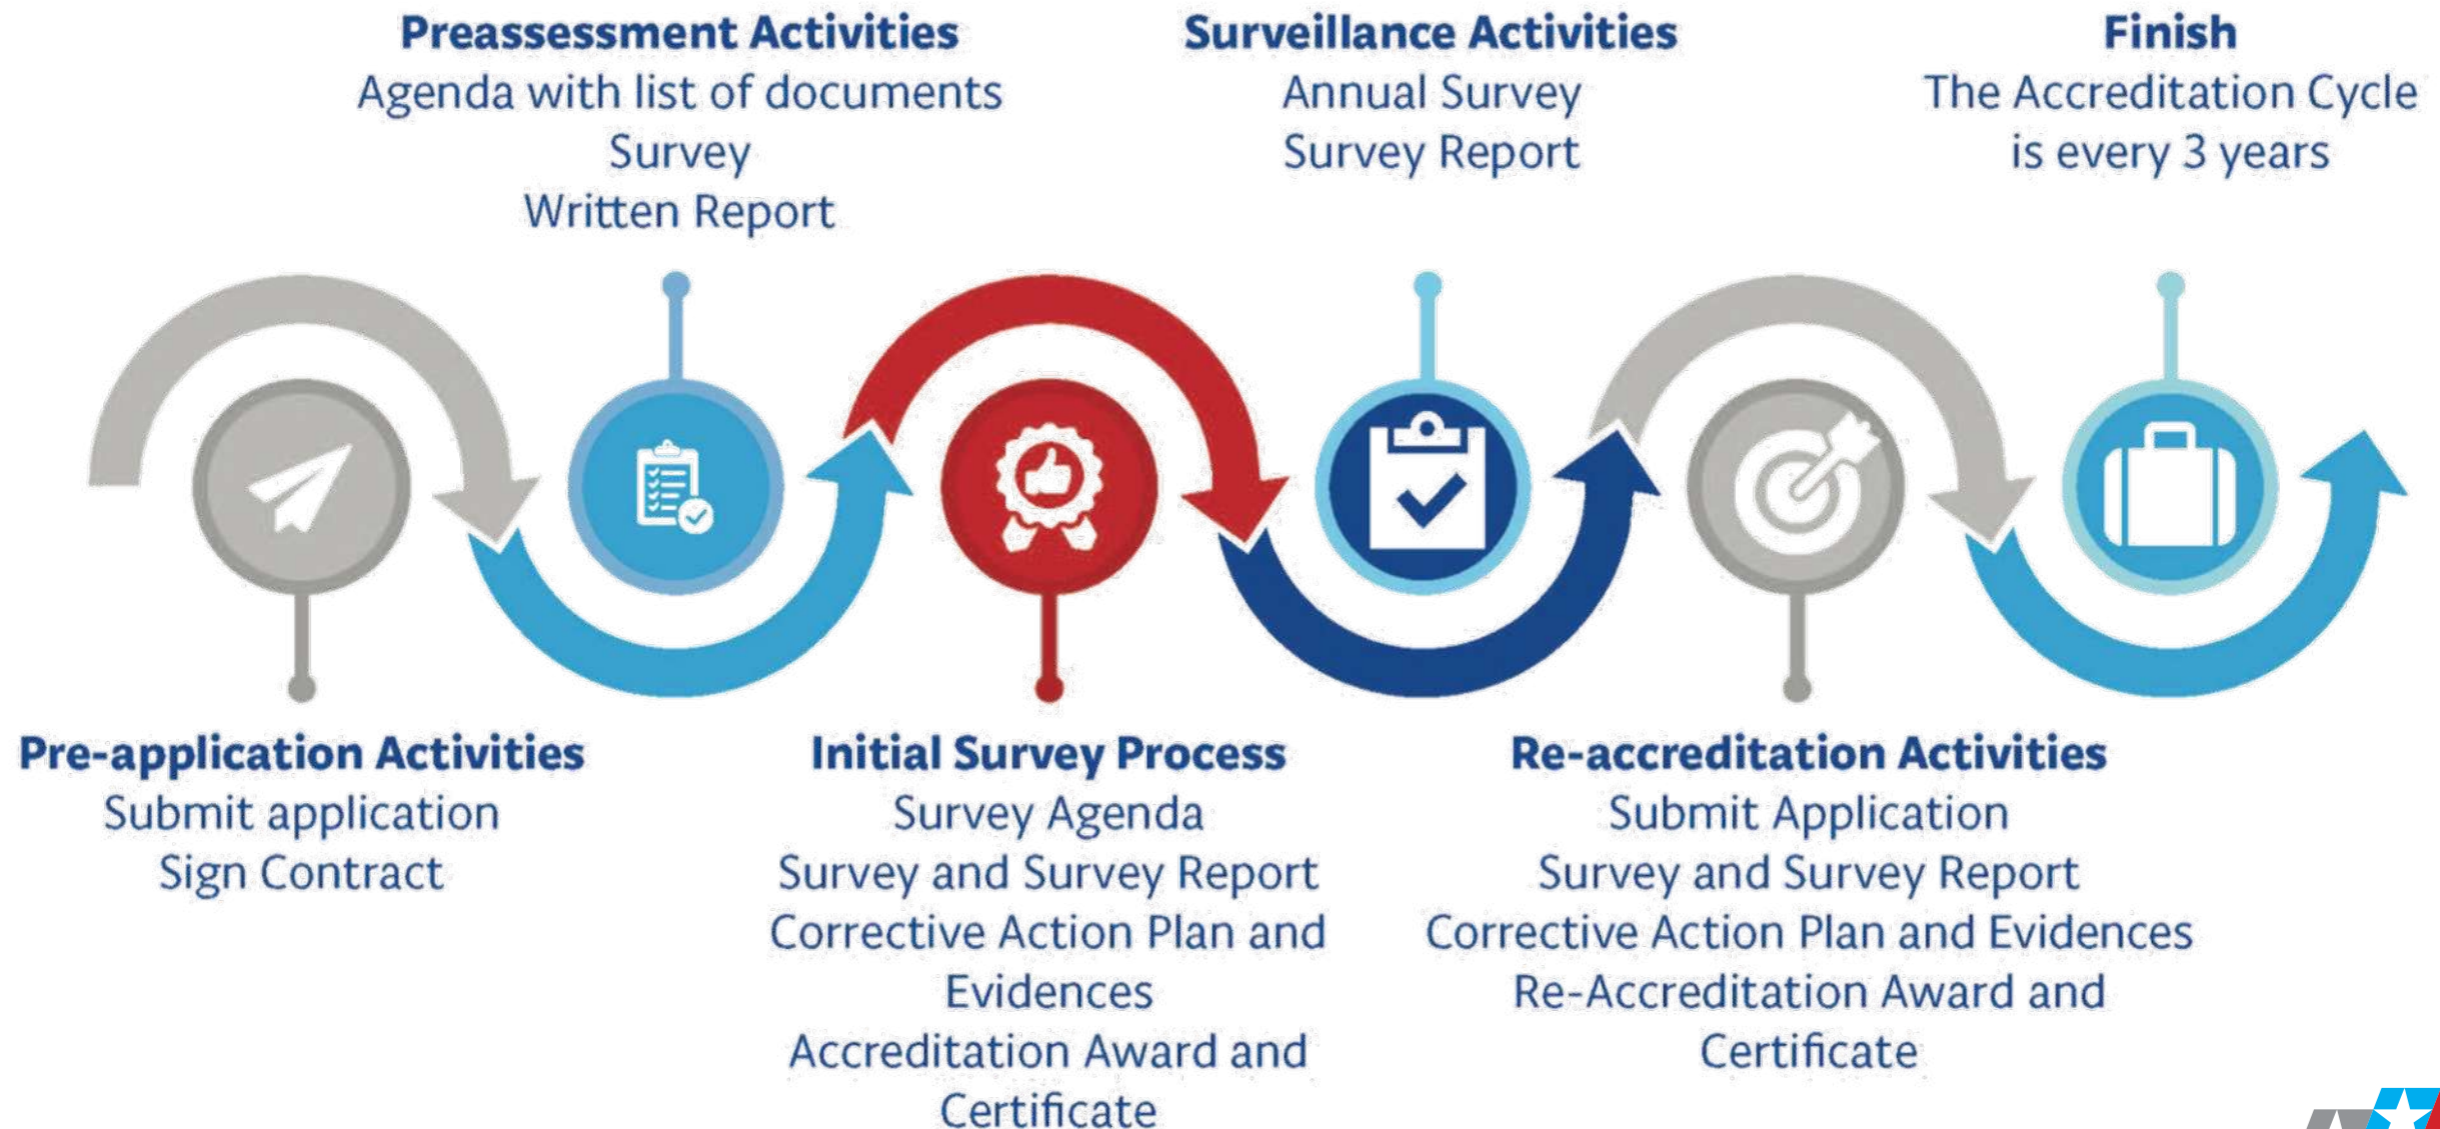 Preassessment Activities
Agenda with list of documents
Survey
Written Report
Surveillance Activities
Annual Survey
Survey Report
Finish
The Accreditation Cycle
is every 3 years
Pre-application Activities
Submit application
Sign Contract
Initial Survey Process
Survey Agenda
Survey and Survey Report
Corrective Action Plan and
Evidences
Accreditation Award and
Certificate
Re-accreditation Activities
Submit Application
Survey and Survey Report
Corrective Action Plan and Evidences
Re-Accreditation Award and
Certificate